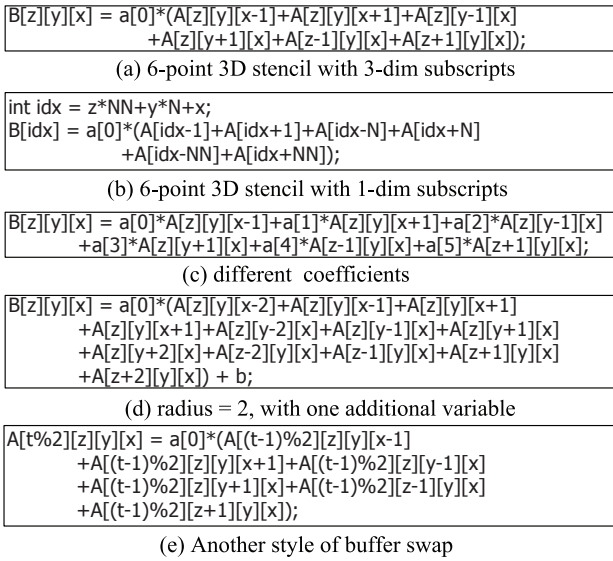 B[z][y][x] = a[0]*(A[z][y][x-1]+A[z][y][x+1]+A[z][y-1][x]
+A[z][y+1][x]+A[z-1][y][x]+A[z+1][y][x]);
(a) 6-point 3D stencil with 3-dim subscripts
int idx = z*NN+y*N+x;
B[idx] = a[0]*(A[idx-1]+A[idx+1]+A[idx-N]+A[idx+N]
+A[idx-NN]+A[idx+NN]);
(b) 6-point 3D stencil with 1-dim subscripts
B[z][y][x] = a[0]*A[z][y][x-1]+a[1]*A[z][y][x+1]+a[2]*A[z][y-1][x]
+a[3]*A[z][y+1][x]+a[4]*A[z-1][y][x]+a[5]*A[z+1][y][x];
(c) different coefficients
B[z][y][x] = a[0]*(A[z][y][x-2]+A[z][y][x-1]+A[z][y][x+1]
+A[z][y][x+1]+A[z][y-2][x]+A[z][y-1][x]+A[z][y+1][x]
+A[z][y+2][x]+A[z-2][y][x]+A[z-1][y][x]+A[z+1][y][x]
+A[z+2][y][x]) + b;
(d) radius = 2, with one additional variable
A[t%2][z][y][x] = a[0]*(A[(t-1)%2][z][y][x-1]
+A[(t-1)%2][z][y][x+1]+A[(t-1)%2][z][y-1][x]
+A[(t-1)%2][z][y+1][x]+A[(t-1)%2][z-1][y][x]
+A[(t-1)%2][z+1][y][x]);
(e) Another style of buffer swap